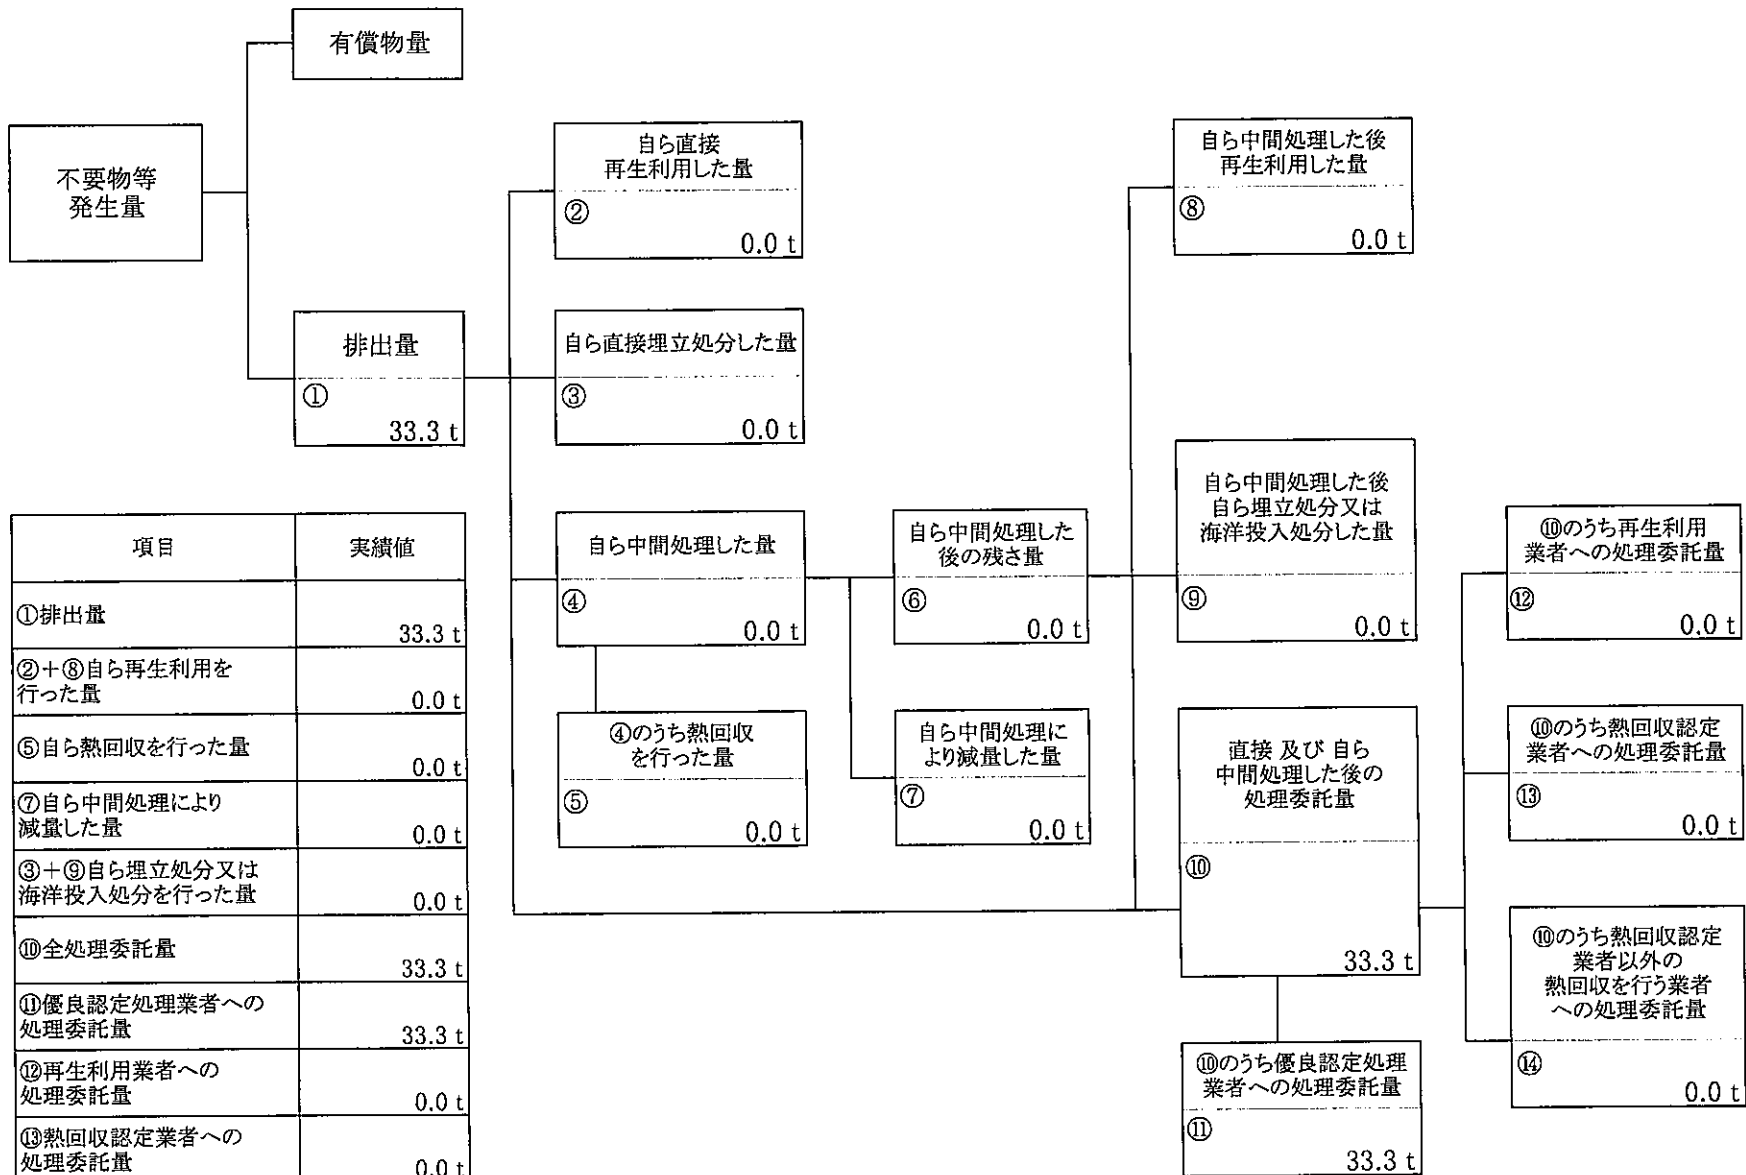 有償物量
不要物等
発生量
排出量
①
33.3 t
自ら直接
再生利用した量
②
0.0 t
自ら直接埋立処分した量
③
0.0 t
自ら中間処理した量
④
0.0 t
④のうち熱回収
を行った量
⑤
0.0 t
自ら中間処理した
後の残さ量
⑥
0.0 t
自ら中間処理に
より減量した量
⑦
0.0 t
自ら中間処理した後
再生利用した量
⑧
0.0 t
自ら中間処理した後
自ら埋立処分又は
海洋投入処分した量
⑨
0.0 t
直接 及び 自ら
中間処理した後の
処理委託量
⑩
33.3 t
⑩のうち優良認定処理
業者への処理委託量
⑪
33.3 t
⑩のうち再生利用
業者への処理委託量
⑫
0.0 t
⑩のうち熱回収認定
業者への処理委託量
⑬
0.0 t
⑩のうち熱回収認定
業者以外の
熱回収を行う業者
への処理委託量
⑭
0.0 t
項目 実績値
①排出量
33.3 t
②+⑧自ら再生利用を
行った量
0.0 t
⑤自ら熱回収を行った量
0.0 t
⑦自ら中間処理により
減量した量
0.0 t
③+⑨自ら埋立処分又は
海洋投入処分を行った量
0.0 t
⑩全処理委託量
33.3 t
⑪優良認定処理業者への
処理委託量
33.3 t
⑫再生利用業者への
処理委託量
0.0 t
⑬熱回収認定業者への
処理委託量
0.0 t